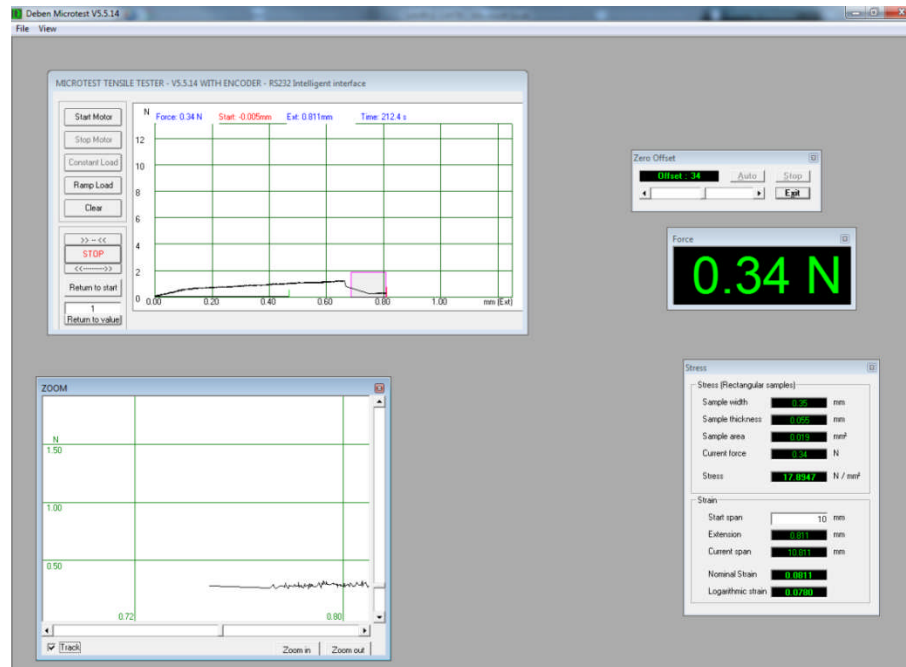 Deben Microtest V5.5.14
File View
MICROTEST TENSILE TESTER - V5.5.14 WITH ENCODER - RS232 Intelligent interface
Start Motor
Stop Motor
Constant Load
Ramp Load
Clear
>> -- <<
STOP
<<-------->>
Return to start
1
Return to value
N Force: 0.34 N Start: -0.005mm Ext: 0.811mm Time: 212.4 s
12
10
8
6
4
2
0
0.00 0.20 0.40 0.60 0.80 1.00 mm (Ext)
Zero Offset
Offset : 34 Auto Stop
Exit
Force
0.34 N
ZOOM
N
1.50
1.00
0.50
0.72 0.80
Track Zoom in Zoom out
Stress
Stress (Rectangular samples)
Sample width 0.35 mm
Sample thickness 0.055 mm
Sample area 0.019 mm²
Current force 0.34 N
Stress 17.8947 N / mm²
Strain
Start span 10 mm
Extension 0.811 mm
Current span 10.811 mm
Nominal Strain 0.0811
Logarithmic strain 0.0780